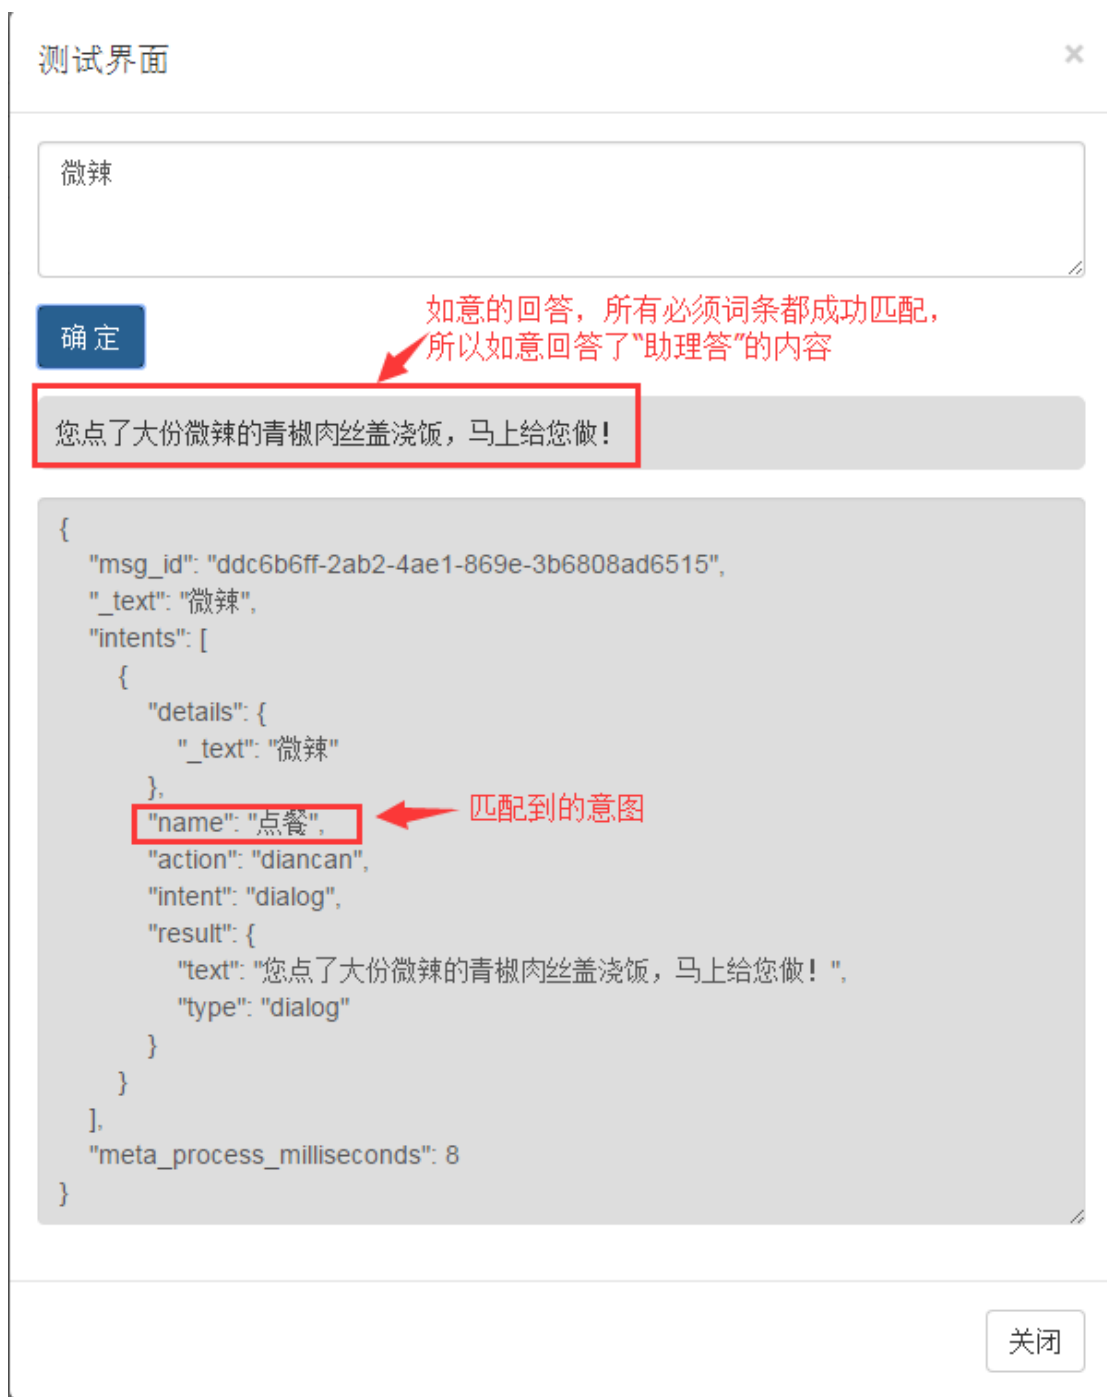 测试界面
×
微辣
确定
如意的回答，所有必须词条都成功匹配，
所以如意回答了“助理答”的内容
您点了大份微辣的青椒肉丝盖浇饭，马上给您做！
{
"msg_id": "ddc6b6ff-2ab2-4ae1-869e-3b6808ad6515",
"_text": "微辣",
"intents": [
{
"details": {
"_text": "微辣"
},
"name": "点餐",
匹配到的意图
"action": "diancan",
"intent": "dialog",
"result": {
"text": "您点了大份微辣的青椒肉丝盖浇饭，马上给您做！",
"type": "dialog"
}
}
],
"meta_process_milliseconds": 8
}
关闭